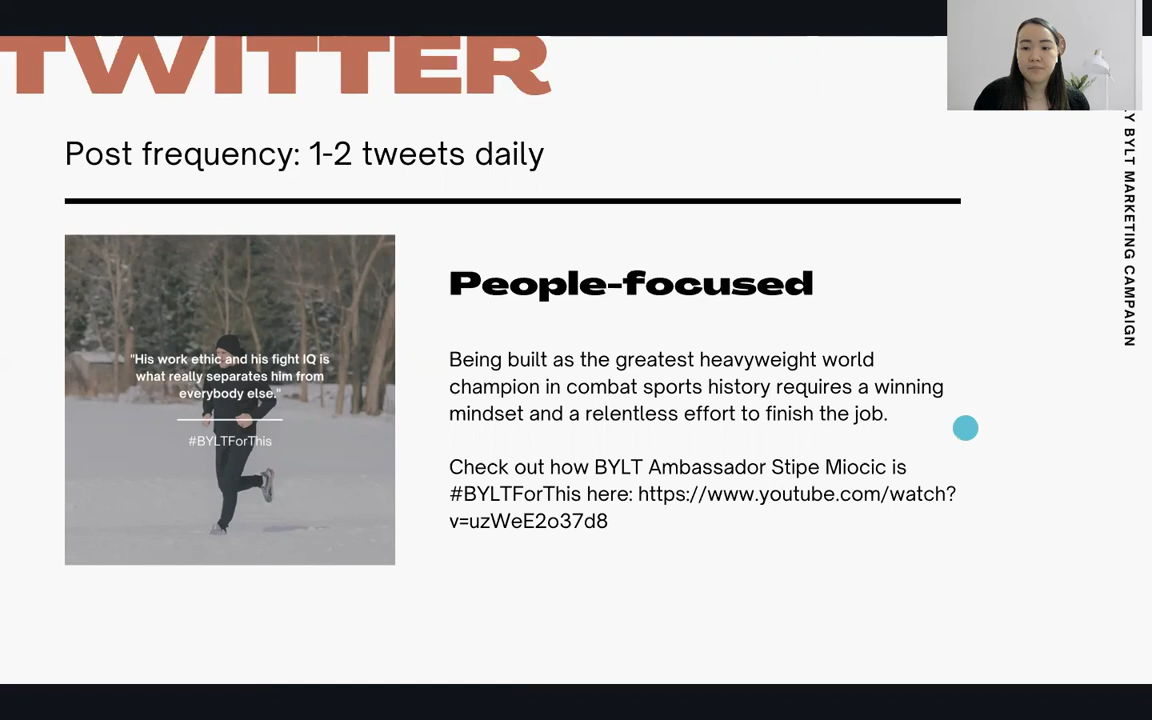 TWITTER
Post frequency: 1-2 tweets daily
"His work ethic and his fight IQ is
what really separates him from
everybody else."
#BYLTForThis
People-focused
Being built as the greatest heavyweight world
champion in combat sports history requires a winning
mindset and a relentless effort to finish the job.
Check out how BYLT Ambassador Stipe Miocic is
#BYLTForThis here: https://www.youtube.com/watch?
v=uzWeE2o37d8
BYLT MARKETING CAMPAIGN